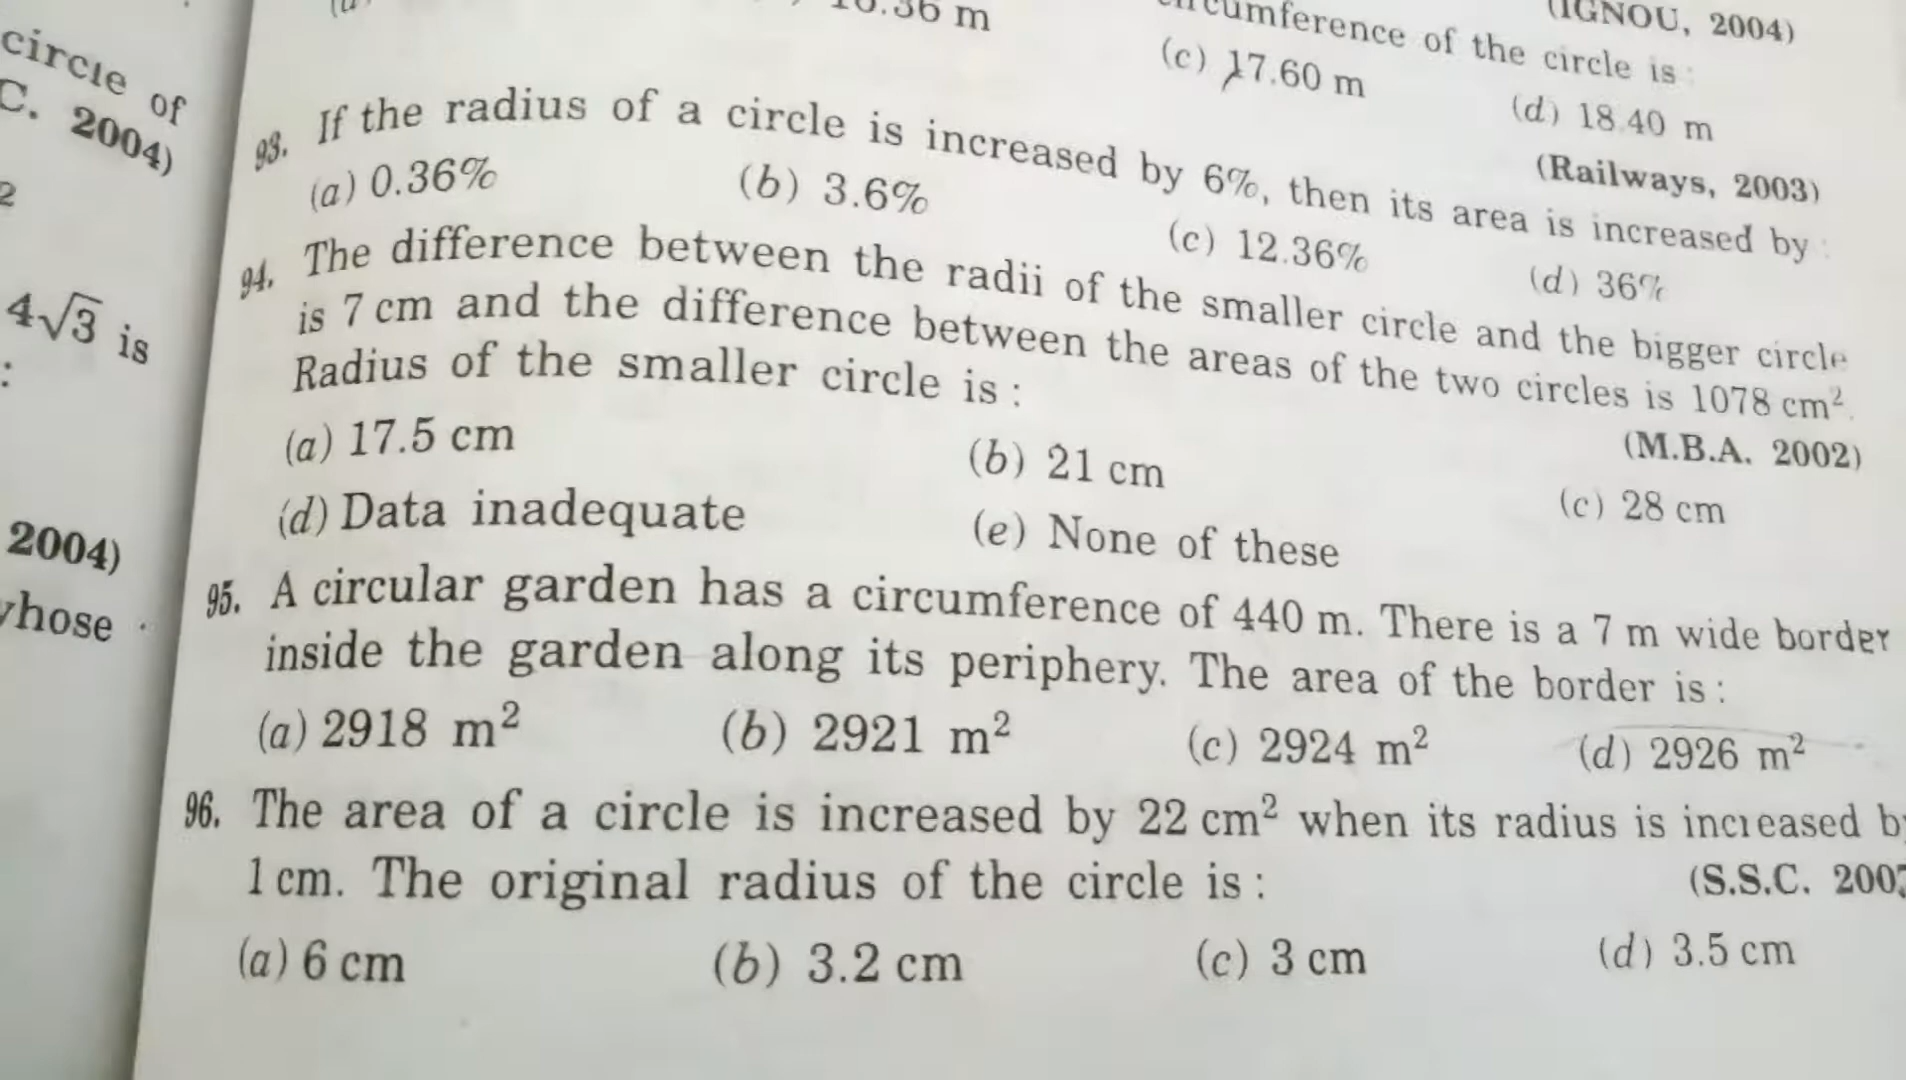 circle of
C. 2004)
2
4√3 is
:
2004)
whose
(IGNOU, 2004)
circumference of the circle is :
(c) 17.60 m
(d) 18.40 m
(Railways, 2003)
93. If the radius of a circle is increased by 6%, then its area is increased by :
(a) 0.36% (b) 3.6% (c) 12.36% (d) 36%
94. The difference between the radii of the smaller circle and the bigger circle
is 7 cm and the difference between the areas of the two circles is 1078 cm².
Radius of the smaller circle is : (M.B.A. 2002)
(a) 17.5 cm (b) 21 cm (c) 28 cm
(d) Data inadequate (e) None of these
95. A circular garden has a circumference of 440 m. There is a 7 m wide border
inside the garden along its periphery. The area of the border is :
(a) 2918 m² (b) 2921 m² (c) 2924 m² (d) 2926 m²
96. The area of a circle is increased by 22 cm² when its radius is increased by
1 cm. The original radius of the circle is : (S.S.C. 200
(a) 6 cm (b) 3.2 cm (c) 3 cm (d) 3.5 cm